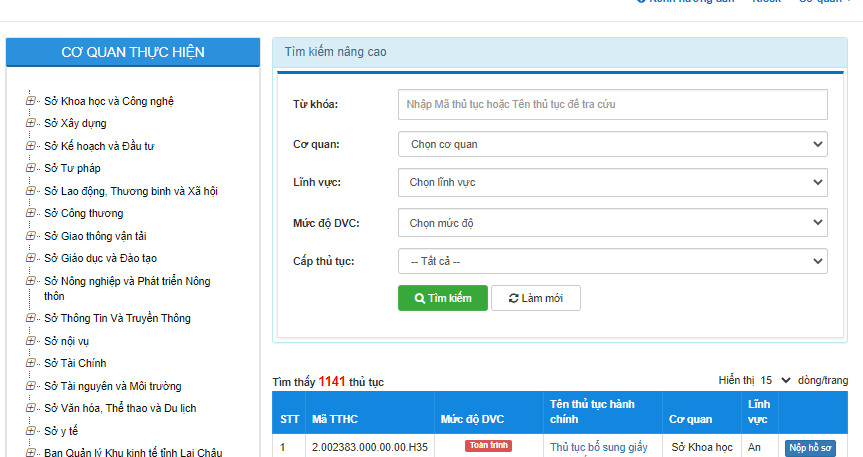 Kênh hướng dẫn Kiosk Cơ quan
CƠ QUAN THỰC HIỆN
Sở Khoa học và Công nghệ
Sở Xây dựng
Sở Kế hoạch và Đầu tư
Sở Tư pháp
Sở Lao động, Thương binh và Xã hội
Sở Công thương
Sở Giao thông vận tải
Sở Giáo dục và Đào tạo
Sở Nông nghiệp và Phát triển Nông
thôn
Sở Thông Tin Và Truyền Thông
Sở nội vụ
Sở Tài Chính
Sở Tài nguyên và Môi trường
Sở Văn hóa, Thể thao và Du lịch
Sở y tế
Ban Quản lý Khu kinh tế tỉnh Lai Châu
Tìm kiếm nâng cao
Từ khóa: Nhập Mã thủ tục hoặc Tên thủ tục để tra cứu
Cơ quan: Chọn cơ quan
Lĩnh vực: Chọn lĩnh vực
Mức độ DVC: Chọn mức độ
Cấp thủ tục: -- Tất cả --
Tìm kiếm Làm mới
Tìm thấy 1141 thủ tục Hiển thị 15 dòng/trang
STT Mã TTHC Mức độ DVC Tên thủ tục hành chính Cơ quan Lĩnh vực
1 2.002383.000.00.00.H35 Toàn trình Thủ tục bổ sung giấy Sở Khoa học An Nộp hồ sơ